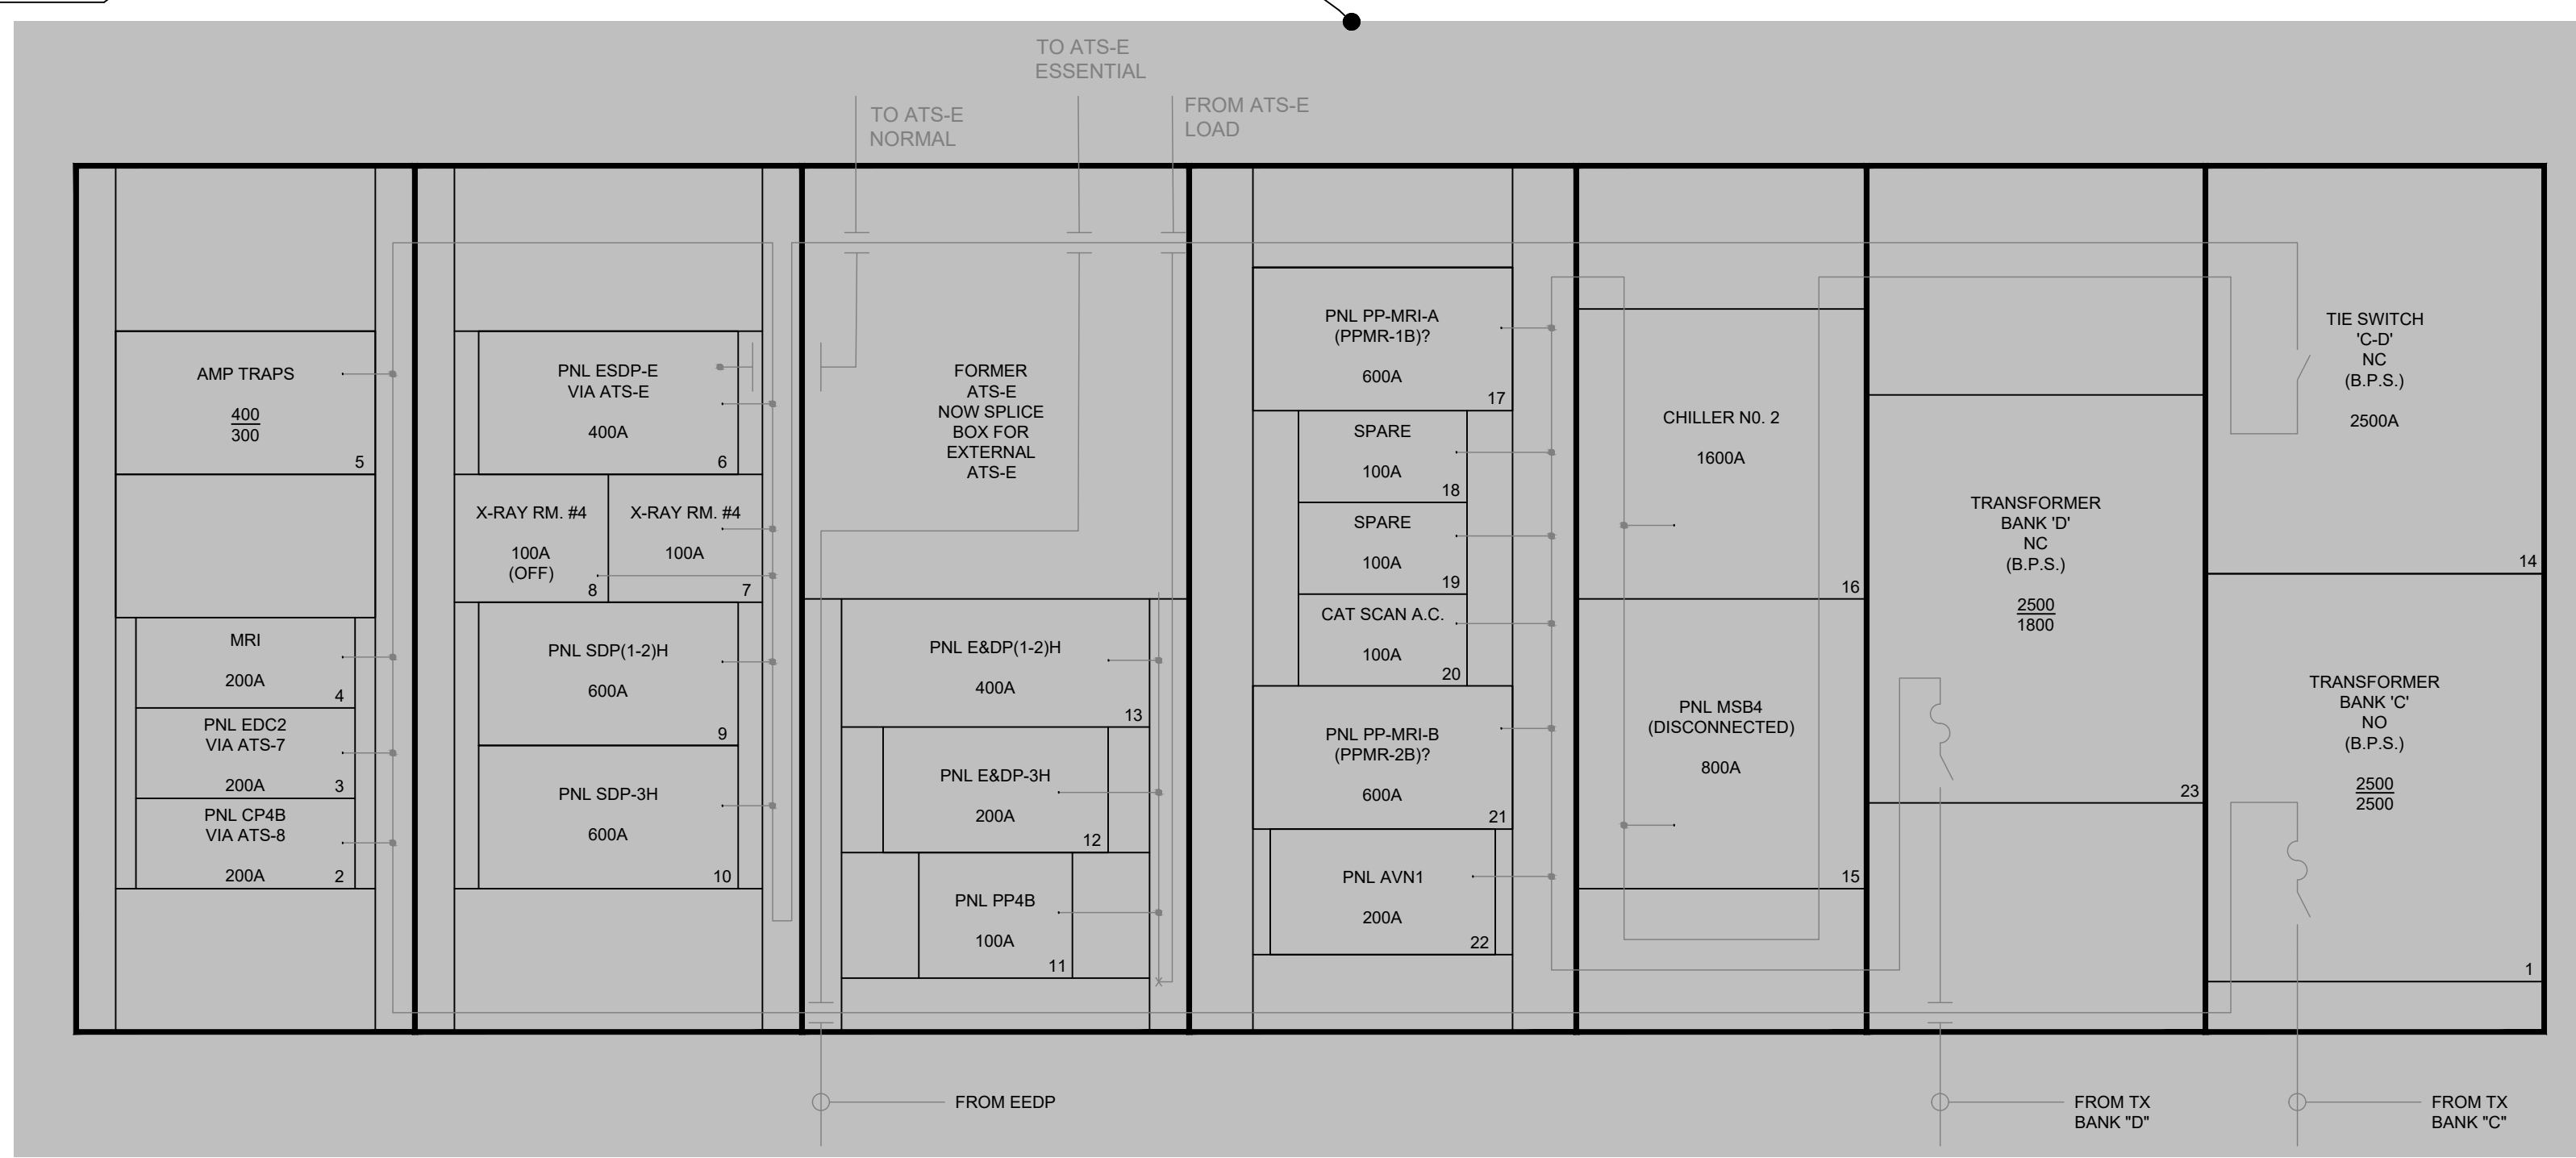 TO ATS-E
ESSENTIAL
TO ATS-E
NORMAL
FROM ATS-E
LOAD
AMP TRAPS
400
300
5
MRI
200A
4
PNL EDC2
VIA ATS-7
200A
3
PNL CP4B
VIA ATS-8
200A
2
PNL ESDP-E
VIA ATS-E
400A
6
X-RAY RM. #4
100A
(OFF)
8
X-RAY RM. #4
100A
7
PNL SDP(1-2)H
600A
9
PNL SDP-3H
600A
10
FORMER
ATS-E
NOW SPLICE
BOX FOR
EXTERNAL
ATS-E
PNL E&DP(1-2)H
400A
13
PNL E&DP-3H
200A
12
PNL PP4B
100A
11
X
PNL PP-MRI-A
(PPMR-1B)?
600A
17
SPARE
100A
18
SPARE
100A
19
CAT SCAN A.C.
100A
20
PNL PP-MRI-B
(PPMR-2B)?
600A
21
PNL AVN1
200A
22
CHILLER N0. 2
1600A
16
PNL MSB4
(DISCONNECTED)
800A
15
TRANSFORMER
BANK 'D'
NC
(B.P.S.)
2500
1800
23
TIE SWITCH
'C-D'
NC
(B.P.S.)
2500A
14
TRANSFORMER
BANK 'C'
NO
(B.P.S.)
2500
2500
1
FROM EEDP
FROM TX
BANK "D"
FROM TX
BANK "C"